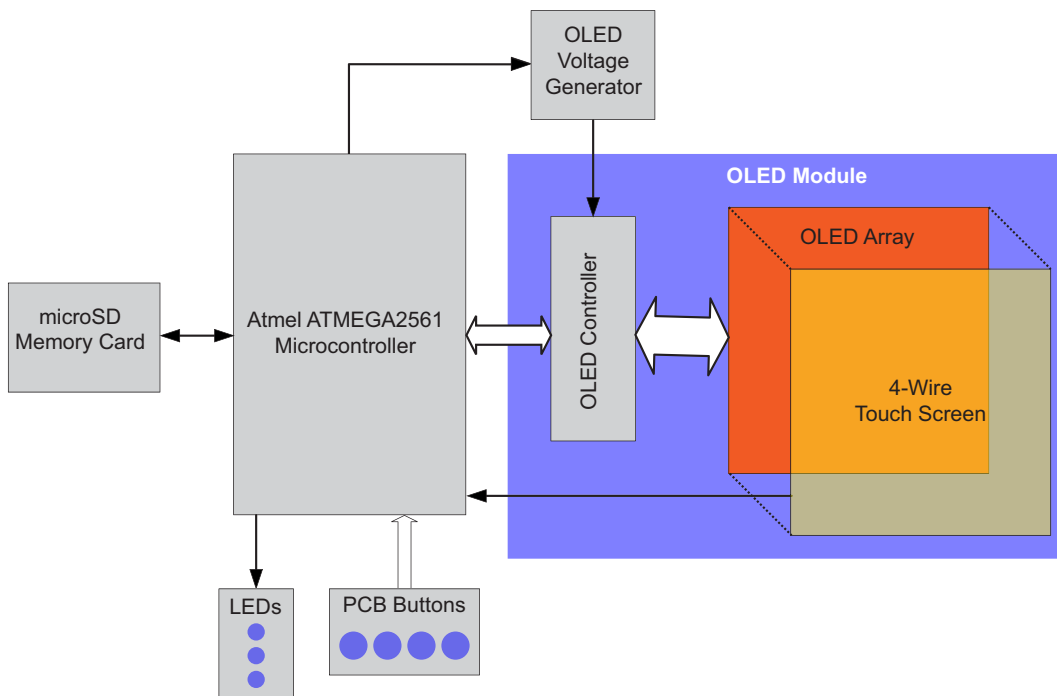 OLED
Voltage
Generator
OLED Module
OLED Array
microSD
Memory Card
Atmel ATMEGA2561
Microcontroller
OLED Controller
4-Wire
Touch Screen
LEDs
PCB Buttons